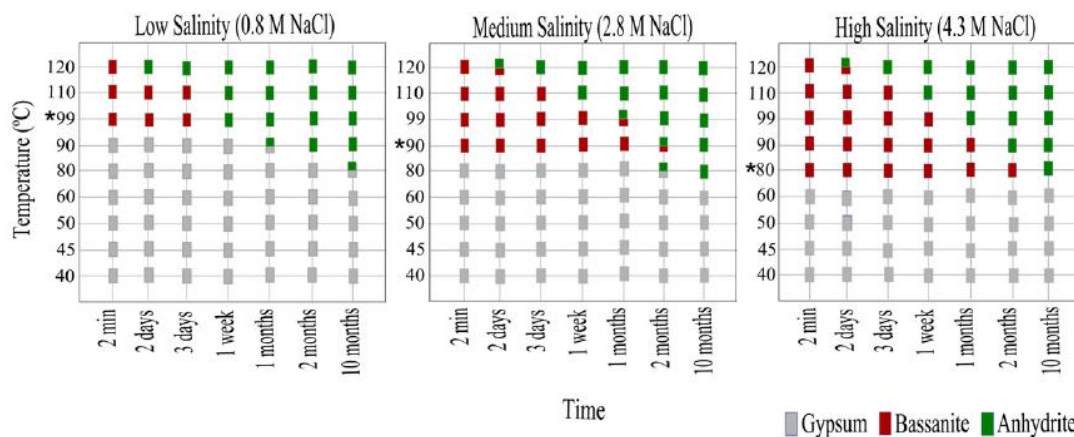 Low Salinity (0.8 M NaCl)
Medium Salinity (2.8 M NaCl)
High Salinity (4.3 M NaCl)
Temperature (ºC)
120
110
*99
90
80
60
50
45
40
120
110
99
*90
80
60
50
45
40
120
110
99
90
*80
60
50
45
40
2 min
2 days
3 days
1 week
1 months
2 months
10 months
2 min
2 days
3 days
1 week
1 month
2 months
10 months
2 min
2 days
3 days
1 week
1 months
2 months
10 months
Time
Gypsum Bassanite Anhydrite